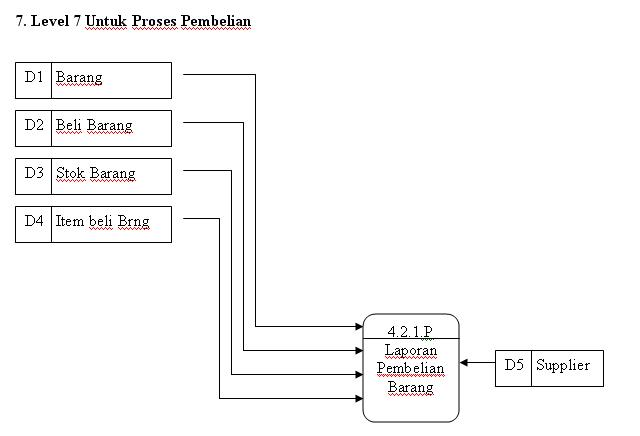 7. Level 7 Untuk Proses Pembelian
D1 Barang
D2 Beli Barang
D3 Stok Barang
D4 Item beli Brng
4.2.1.P
Laporan
Pembelian
Barang
D5 Supplier